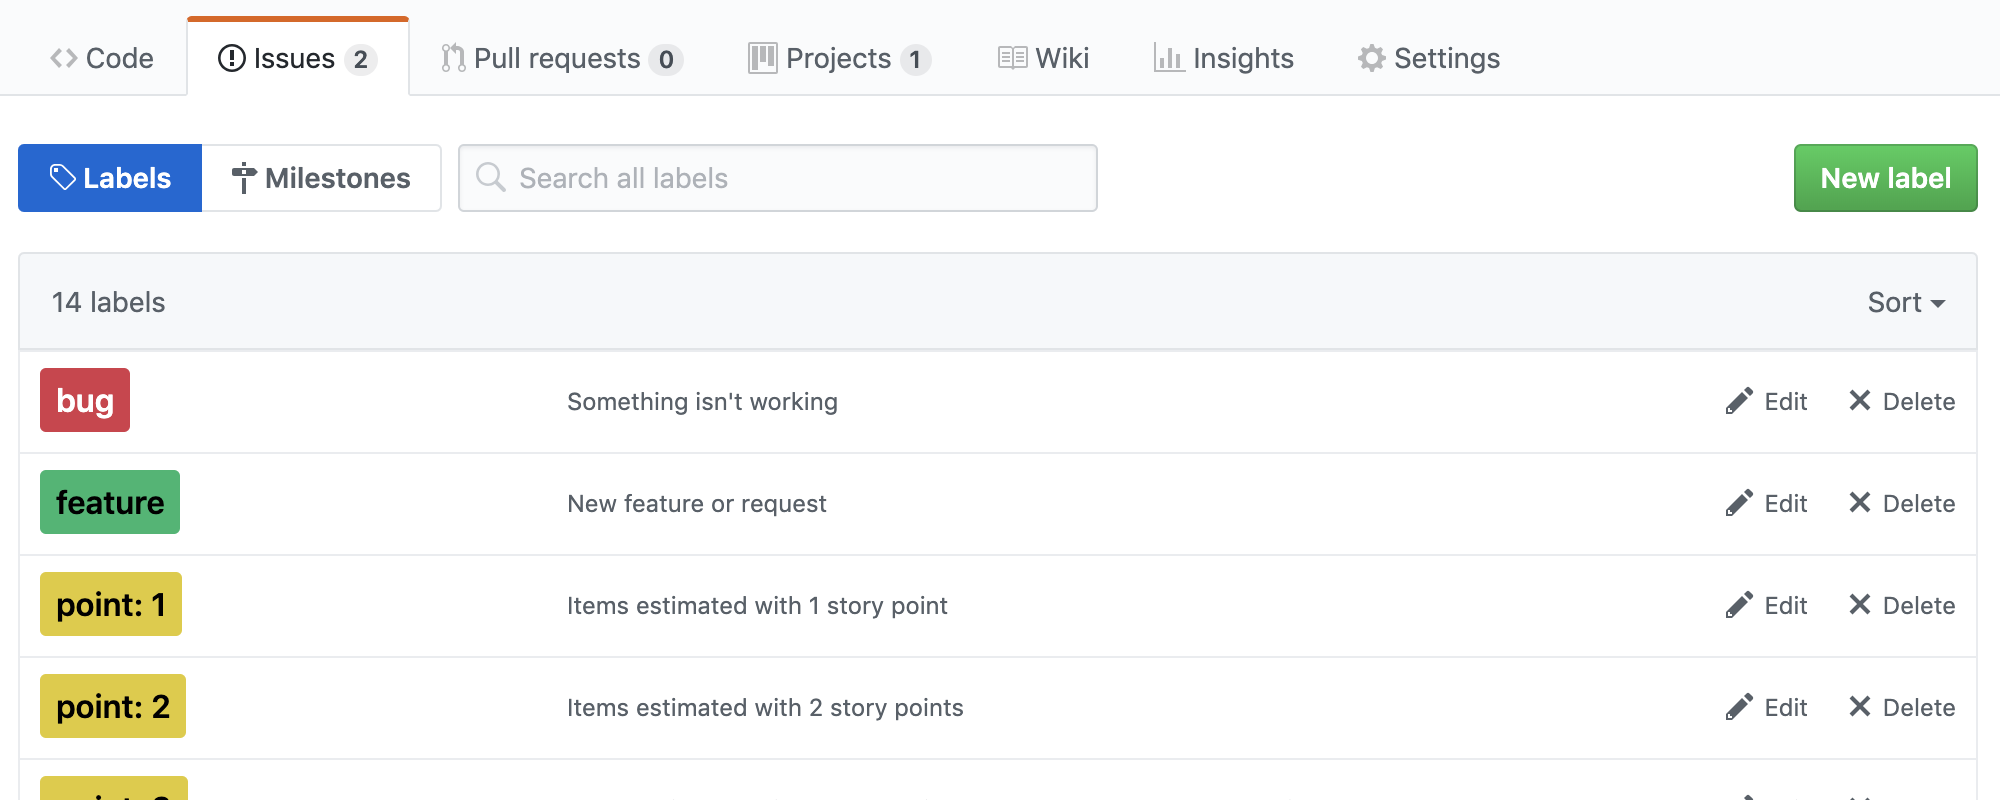 Code Issues 2 Pull requests 0 Projects 1 Wiki Insights Settings
Labels Milestones Search all labels New label
14 labels Sort
bug Something isn't working Edit Delete
feature New feature or request Edit Delete
point: 1 Items estimated with 1 story point Edit Delete
point: 2 Items estimated with 2 story points Edit Delete